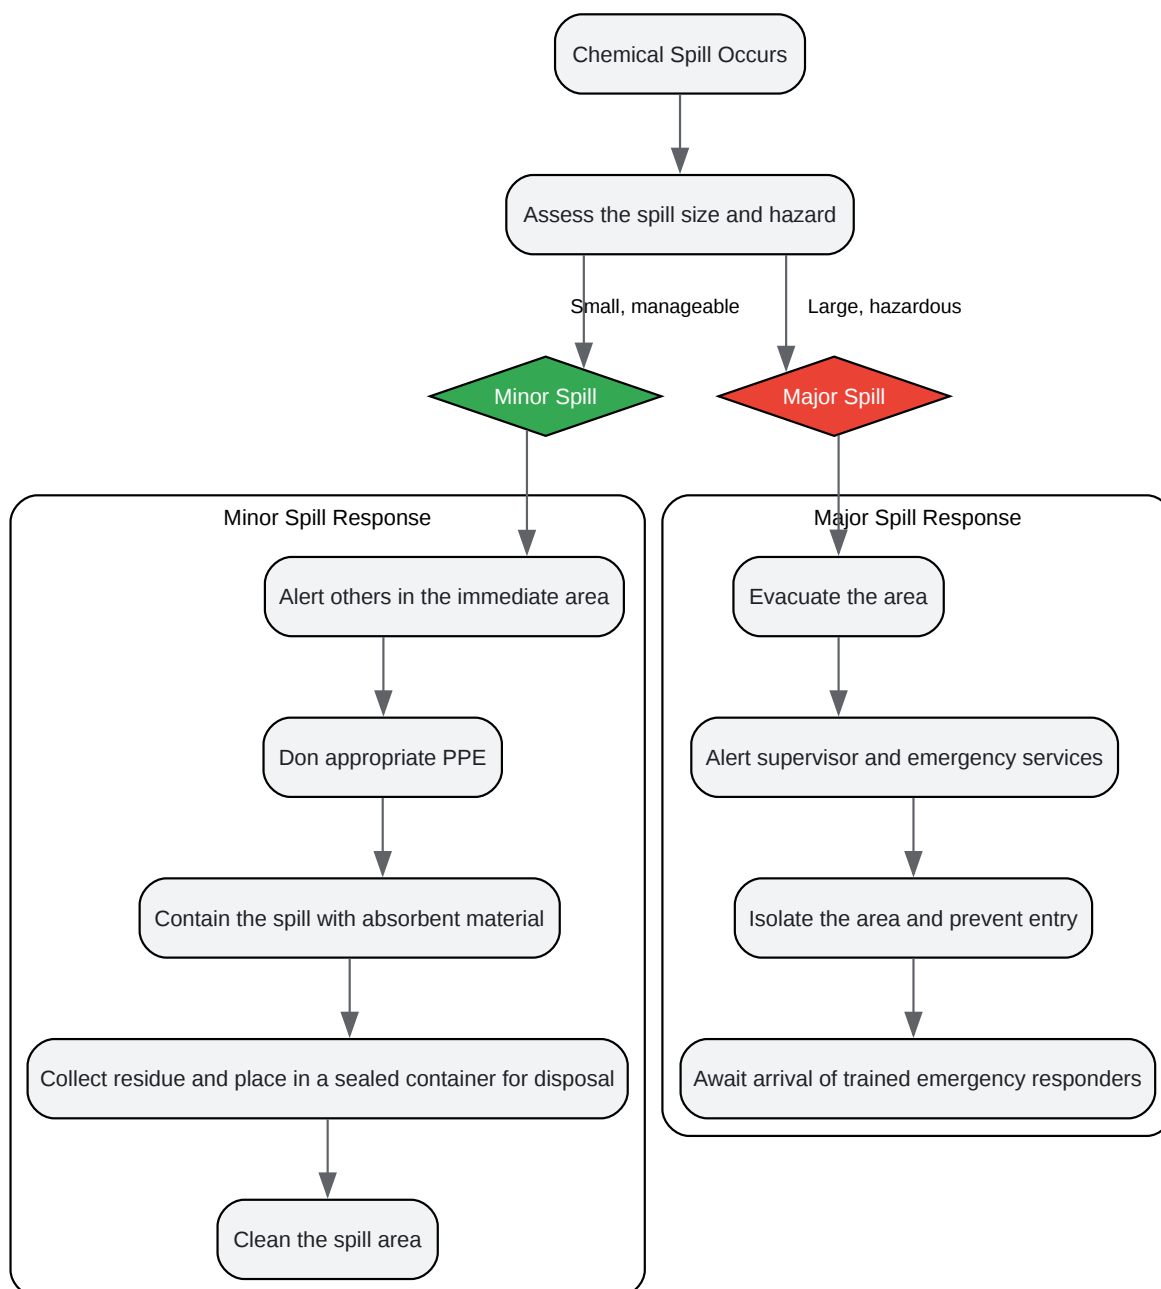 Chemical Spill Occurs
Assess the spill size and hazard
Small, manageable
Large, hazardous
Minor Spill
Major Spill
Minor Spill Response
Alert others in the immediate area
Don appropriate PPE
Contain the spill with absorbent material
Collect residue and place in a sealed container for disposal
Clean the spill area
Major Spill Response
Evacuate the area
Alert supervisor and emergency services
Isolate the area and prevent entry
Await arrival of trained emergency responders